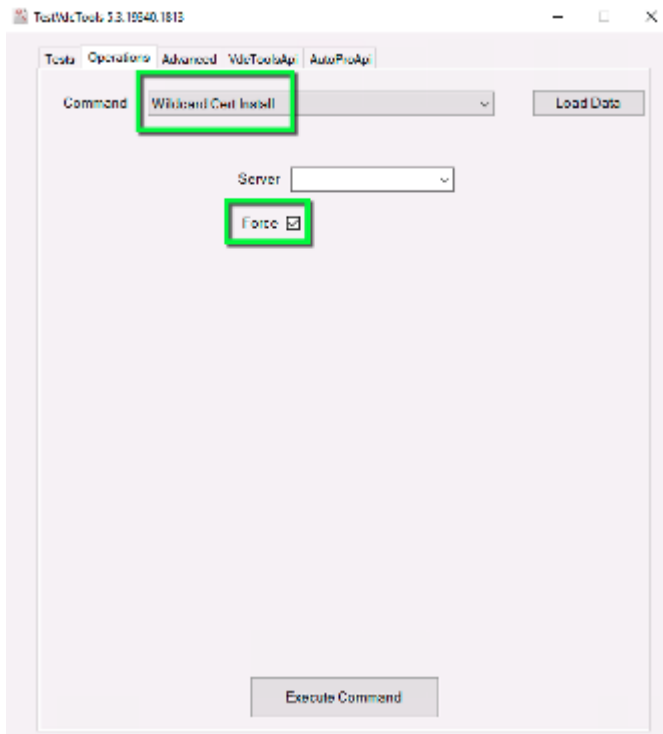 TestVdcTools 5.3.19340.1813
Tests Operations Advanced VdcToolsApi AutoProApi
Command Wildcard Cert Install Load Data
Server
Force
Execute Command